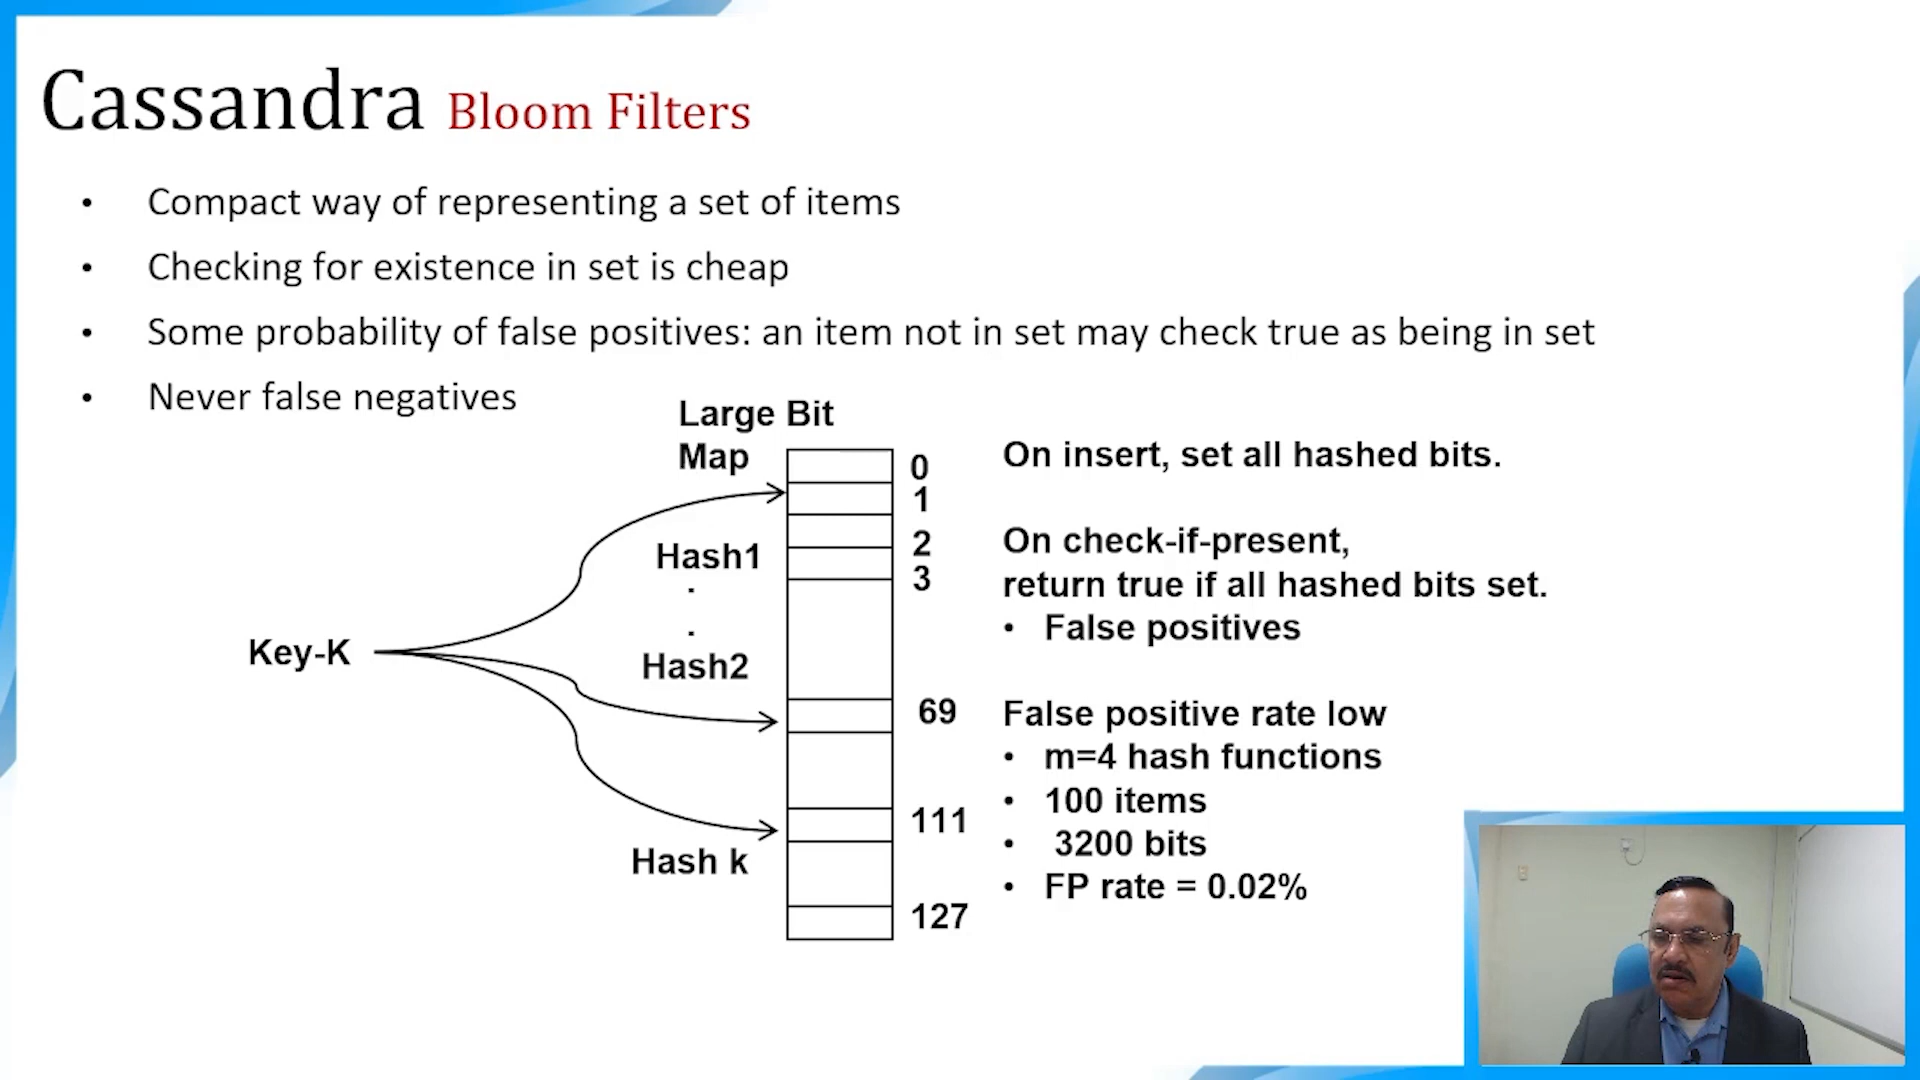 Cassandra Bloom Filters
• Compact way of representing a set of items
• Checking for existence in set is cheap
• Some probability of false positives: an item not in set may check true as being in set
• Never false negatives
Large Bit
Map
0
1
2
3
69
111
127
Key-K
Hash1
.
.
Hash2
Hash k
On insert, set all hashed bits.
On check-if-present,
return true if all hashed bits set.
• False positives
False positive rate low
• m=4 hash functions
• 100 items
• 3200 bits
• FP rate = 0.02%